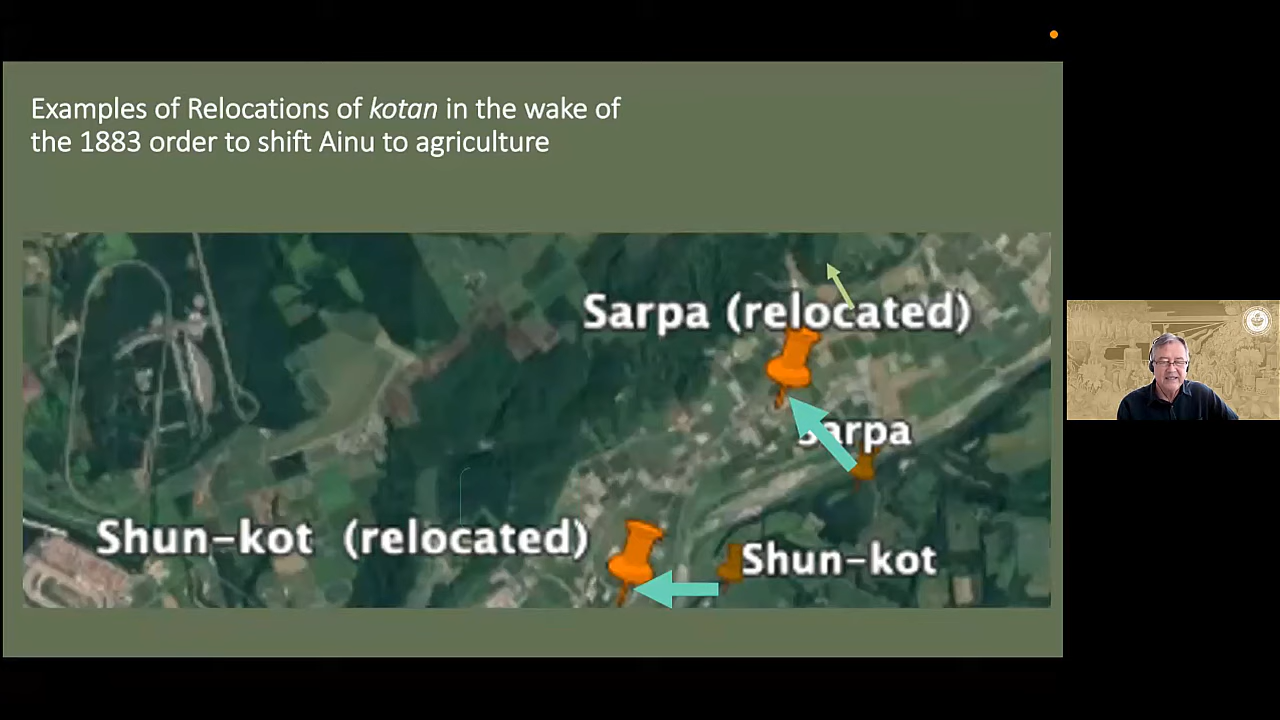 Examples of Relocations of kotan in the wake of
the 1883 order to shift Ainu to agriculture
Sarpa (relocated)
Sarpa
Shun-kot (relocated)
Shun-kot